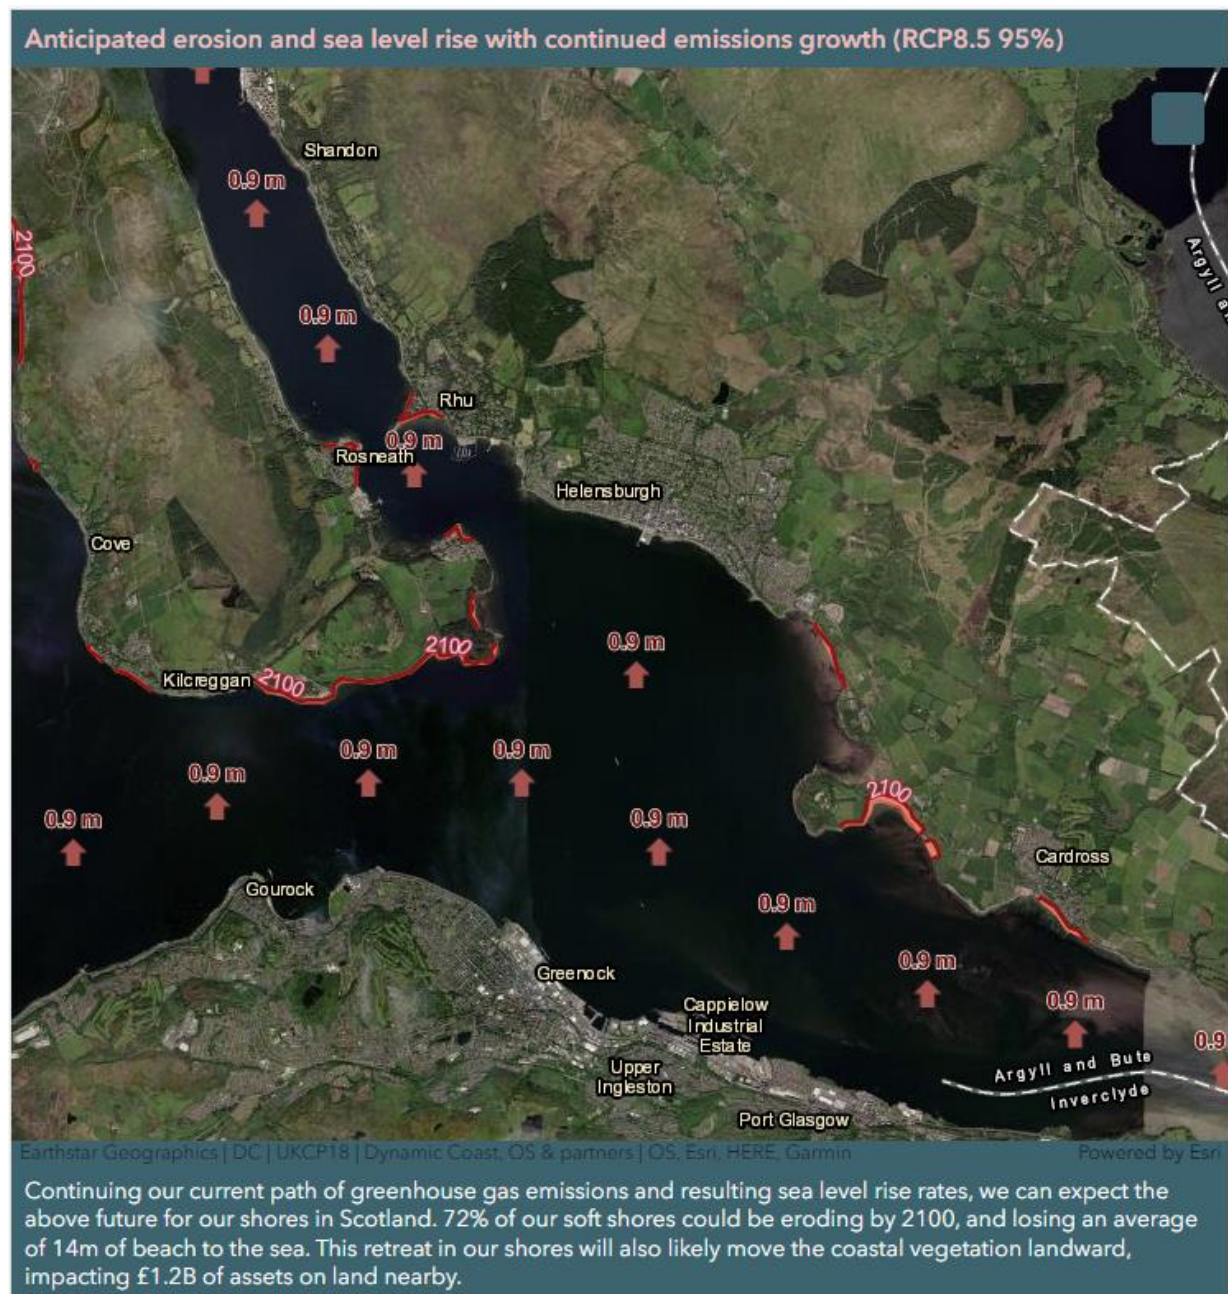 Anticipated erosion and sea level rise with continued emissions growth (RCP8.5 95%)
Shandon
0.9 m
Argyll
2100
0.9 m
Rhu
0.9 m
Rosneath
Helensburgh
Cove
0.9 m
2100
Kilcreggan
2100
0.9 m
0.9 m
0.9 m
2100
0.9 m
0.9 m
Cardross
Gourock
0.9 m
0.9 m
Greenock
0.9 m
Cappielow
Industrial
Estate
0.9
Argyll and Bute
Upper
Ingleston
Inverclyde
Port Glasgow
Earthstar Geographics | DC | UKCP18 | Dynamic Coast, OS & partners | OS, Esri, HERE, Garmin
Powered by Esri
Continuing our current path of greenhouse gas emissions and resulting sea level rise rates, we can expect the
above future for our shores in Scotland. 72% of our soft shores could be eroding by 2100, and losing an average
of 14m of beach to the sea. This retreat in our shores will also likely move the coastal vegetation landward,
impacting £1.2B of assets on land nearby.